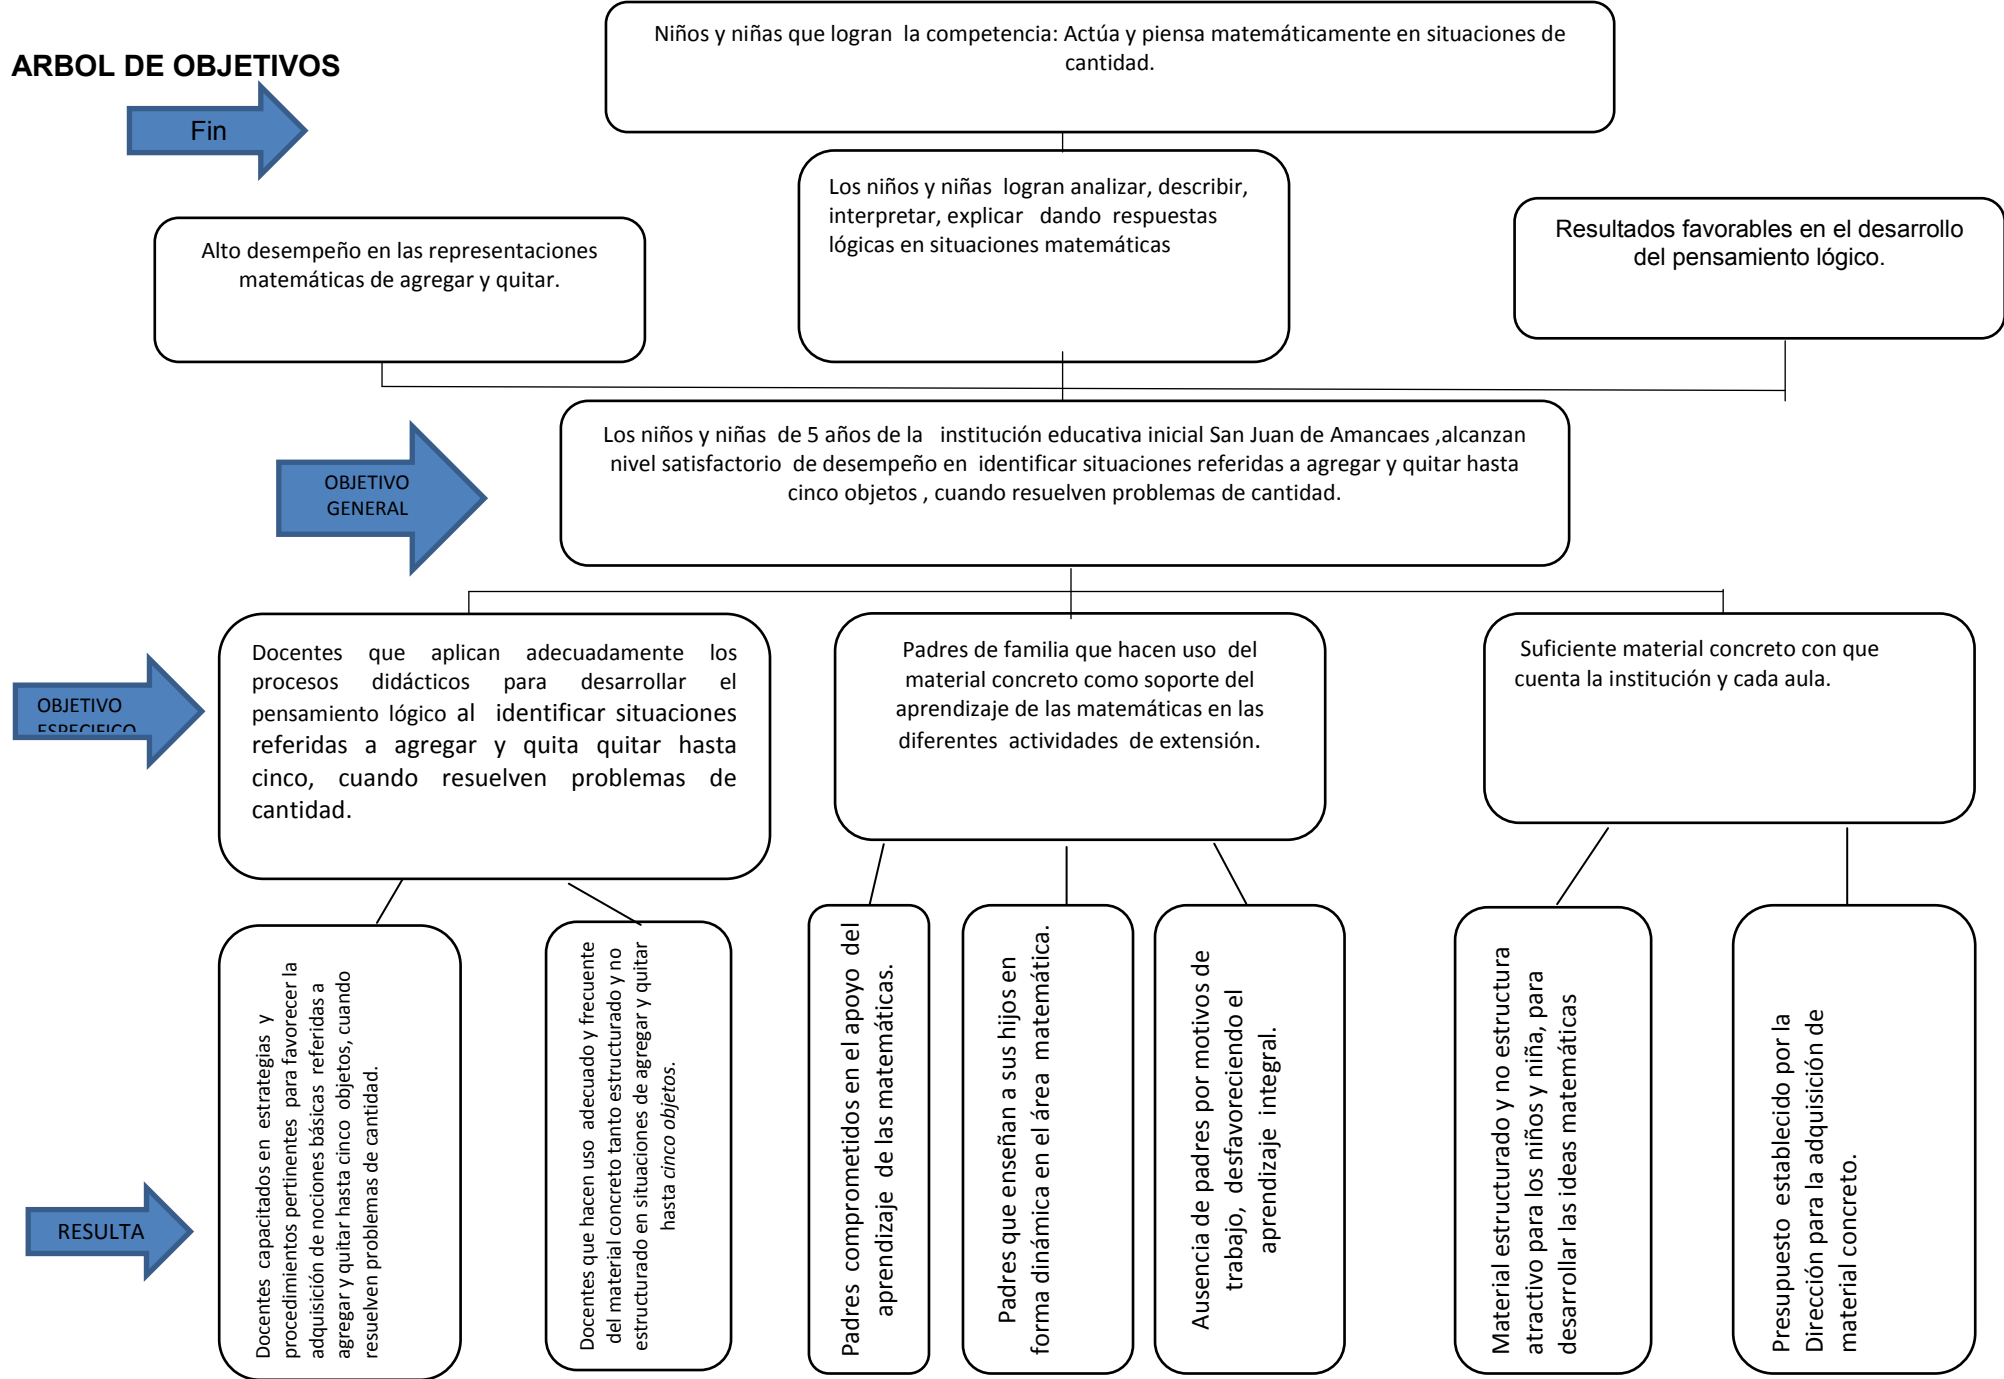 ARBOL DE OBJETIVOS
Fin
Niños y niñas que logran la competencia: Actúa y piensa matemáticamente en situaciones de
cantidad.
Los niños y niñas logran analizar, describir,
interpretar, explicar dando respuestas
lógicas en situaciones matemáticas
Alto desempeño en las representaciones
matemáticas de agregar y quitar.
Resultados favorables en el desarrollo
del pensamiento lógico.
OBJETIVO
GENERAL
Los niños y niñas de 5 años de la institución educativa inicial San Juan de Amancaes ,alcanzan
nivel satisfactorio de desempeño en identificar situaciones referidas a agregar y quitar hasta
cinco objetos , cuando resuelven problemas de cantidad.
OBJETIVO
ESPECIFICO
Docentes que aplican adecuadamente los
procesos didácticos para desarrollar el
pensamiento lógico al identificar situaciones
referidas a agregar y quita quitar hasta
cinco, cuando resuelven problemas de
cantidad.
Padres de familia que hacen uso del
material concreto como soporte del
aprendizaje de las matemáticas en las
diferentes actividades de extensión.
Suficiente material concreto con que
cuenta la institución y cada aula.
RESULTA
Docentes capacitados en estrategias y
procedimientos pertinentes para favorecer la
adquisición de nociones básicas referidas a
agregar y quitar hasta cinco objetos, cuando
resuelven problemas de cantidad.
Docentes que hacen uso adecuado y frecuente
del material concreto tanto estructurado y no
estructurado en situaciones de agregar y quitar
hasta cinco objetos.
Padres comprometidos en el apoyo del
aprendizaje de las matemáticas.
Padres que enseñan a sus hijos en
forma dinámica en el área matemática.
Ausencia de padres por motivos de
trabajo, desfavoreciendo el
aprendizaje integral.
Material estructurado y no estructura
atractivo para los niños y niña, para
desarrollar las ideas matemáticas
Presupuesto establecido por la
Dirección para la adquisición de
material concreto.